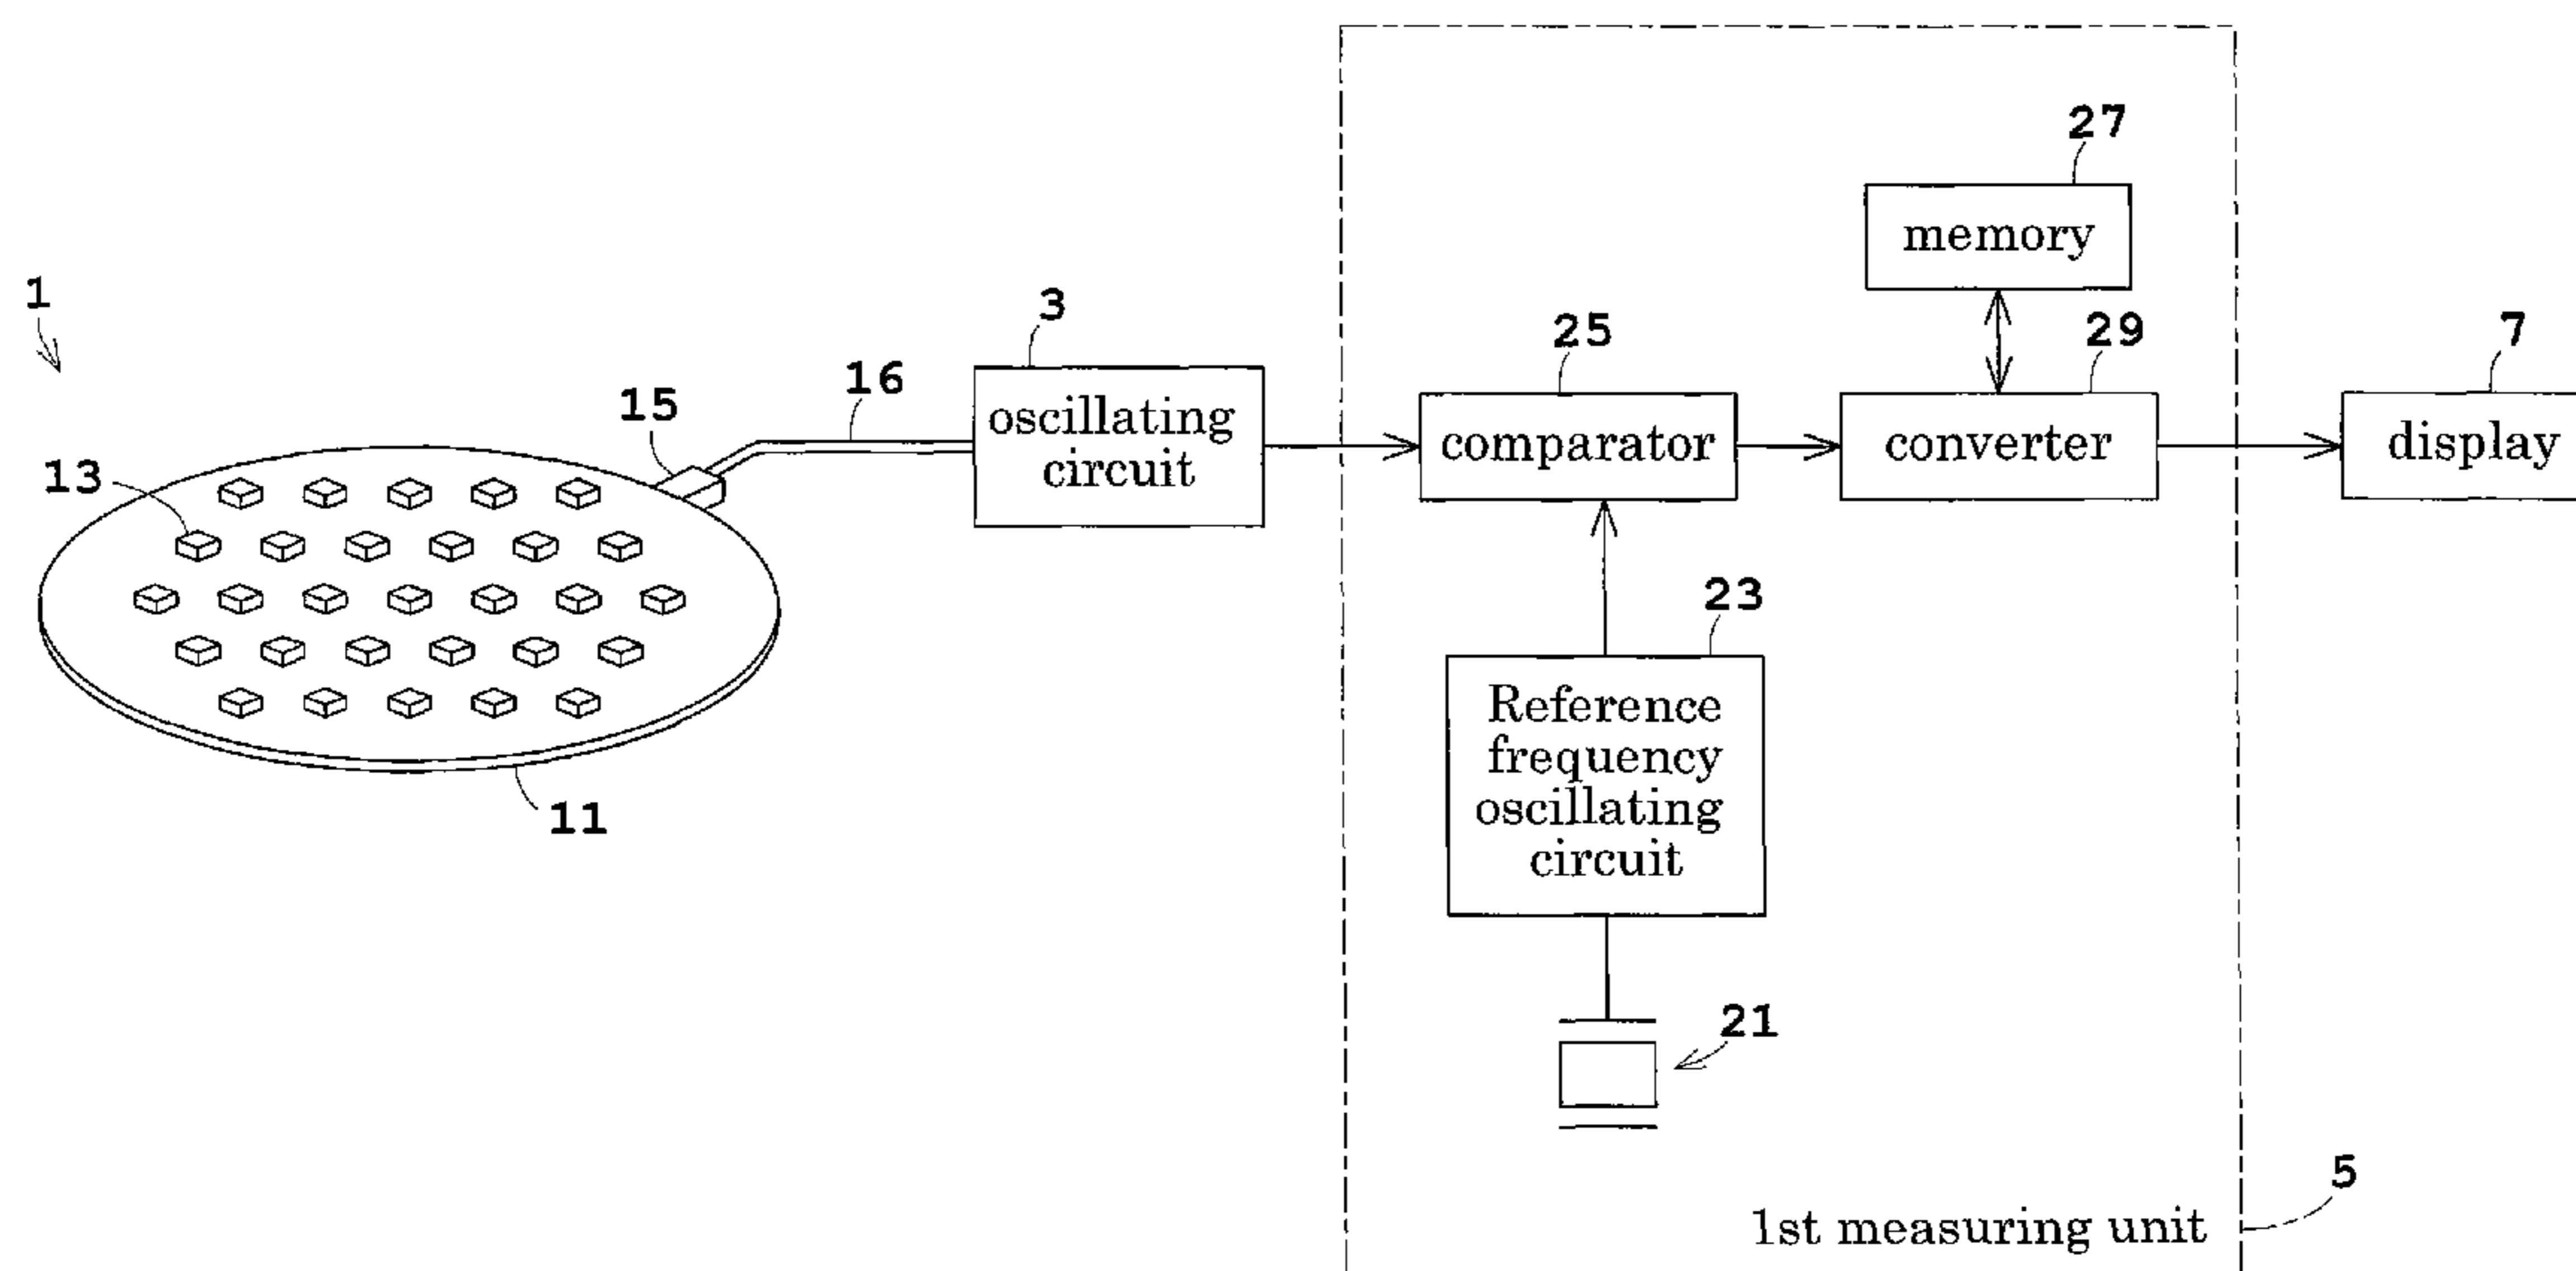 27
memory
1
3
25
29
7
16
15
oscillating
circuit
comparator
converter
display
13
23
Reference
frequency
oscillating
circuit
11
21
5
1st measuring unit